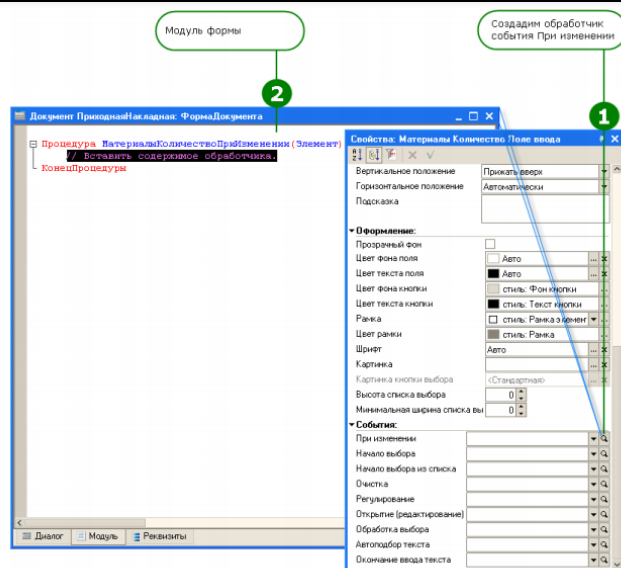 Модуль формы
Создадим обработчик
события При изменении
2
1
Документ ПриходнаяНакладная: ФормаДокумента
Процедура МатериалыКоличествоПриИзменении(Элемент)
// Вставить содержимое обработчика.
КонецПроцедуры
Диалог
Модуль
Реквизиты
Свойства: Материалы Количество Поле ввода
Вертикальное положение Прижать вверх
Горизонтальное положение Автоматически
Подсказка
Оформление:
Прозрачный фон
Цвет фона поля Авто ... x
Цвет текста поля Авто ... x
Цвет фона кнопки стиль: Фон кнопки ...
Цвет текста кнопки стиль: Текст кнопки ...
Рамка стиль: Рамка элемент ...
Цвет рамки стиль: Рамка ...
Шрифт Авто ... x
Картинка ... x
Картинка кнопки выбора <Стандартная> ... x
Высота списка выбора 0
Минимальная ширина списка вы 0
События:
При изменении
Начало выбора
Начало выбора из списка
Очистка
Регулирование
Открытие (редактирование)
Обработка выбора
Автоподбор текста
Окончание ввода текста